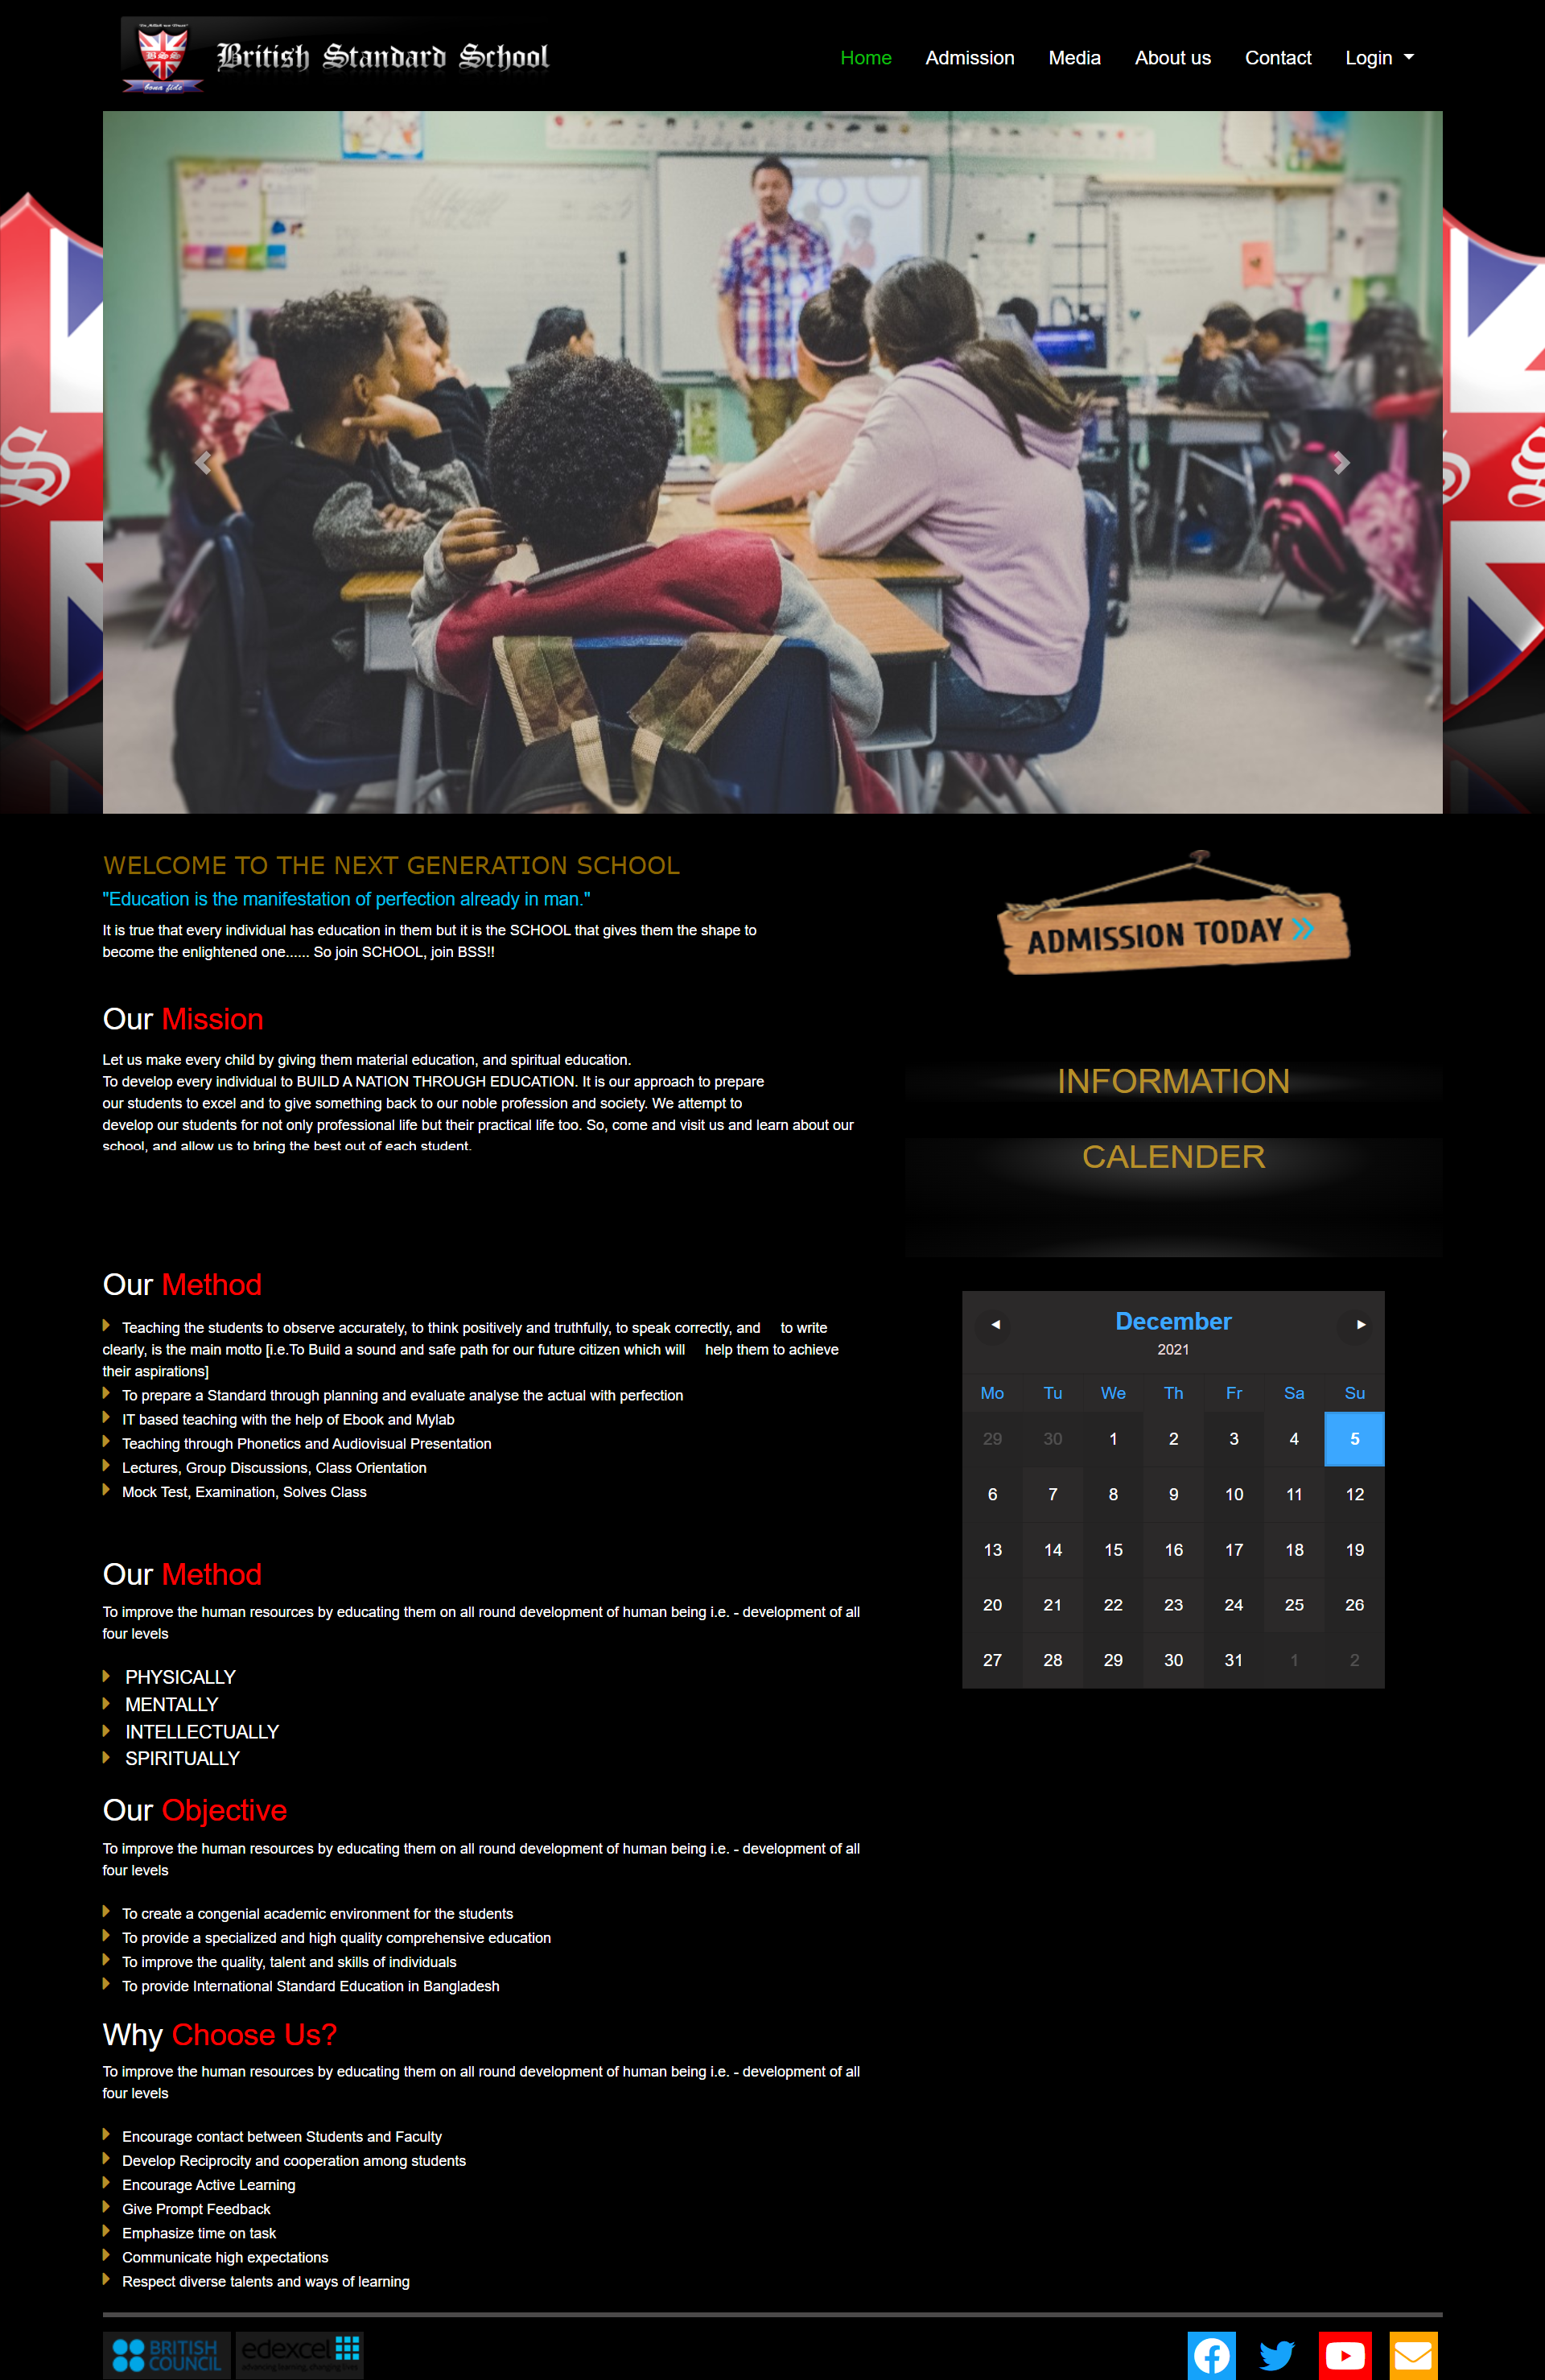 British Standard School
bona fide
Home
Admission
Media
About us
Contact
Login
WELCOME TO THE NEXT GENERATION SCHOOL
"Education is the manifestation of perfection already in man."
It is true that every individual has education in them but it is the SCHOOL that gives them the shape to
become the enlightened one...... So join SCHOOL, join BSS!!
ADMISSION TODAY »
Our Mission
Let us make every child by giving them material education, and spiritual education.
To develop every individual to BUILD A NATION THROUGH EDUCATION. It is our approach to prepare
our students to excel and to give something back to our noble profession and society. We attempt to
develop our students for not only professional life but their practical life too. So, come and visit us and learn about our
school, and allow us to bring the best out of each student.
INFORMATION
CALENDER
Our Method
Teaching the students to observe accurately, to think positively and truthfully, to speak correctly, and to write
clearly, is the main motto [i.e.To Build a sound and safe path for our future citizen which will help them to achieve
their aspirations]
To prepare a Standard through planning and evaluate analyse the actual with perfection
IT based teaching with the help of Ebook and Mylab
Teaching through Phonetics and Audiovisual Presentation
Lectures, Group Discussions, Class Orientation
Mock Test, Examination, Solves Class
December
2021
Mo Tu We Th Fr Sa Su
29 30 1 2 3 4 5
6 7 8 9 10 11 12
13 14 15 16 17 18 19
20 21 22 23 24 25 26
27 28 29 30 31 1 2
Our Method
To improve the human resources by educating them on all round development of human being i.e. - development of all
four levels
PHYSICALLY
MENTALLY
INTELLECTUALLY
SPIRITUALLY
Our Objective
To improve the human resources by educating them on all round development of human being i.e. - development of all
four levels
To create a congenial academic environment for the students
To provide a specialized and high quality comprehensive education
To improve the quality, talent and skills of individuals
To provide International Standard Education in Bangladesh
Why Choose Us?
To improve the human resources by educating them on all round development of human being i.e. - development of all
four levels
Encourage contact between Students and Faculty
Develop Reciprocity and cooperation among students
Encourage Active Learning
Give Prompt Feedback
Emphasize time on task
Communicate high expectations
Respect diverse talents and ways of learning
BRITISH
COUNCIL
edexcel
advancing learning, changing lives